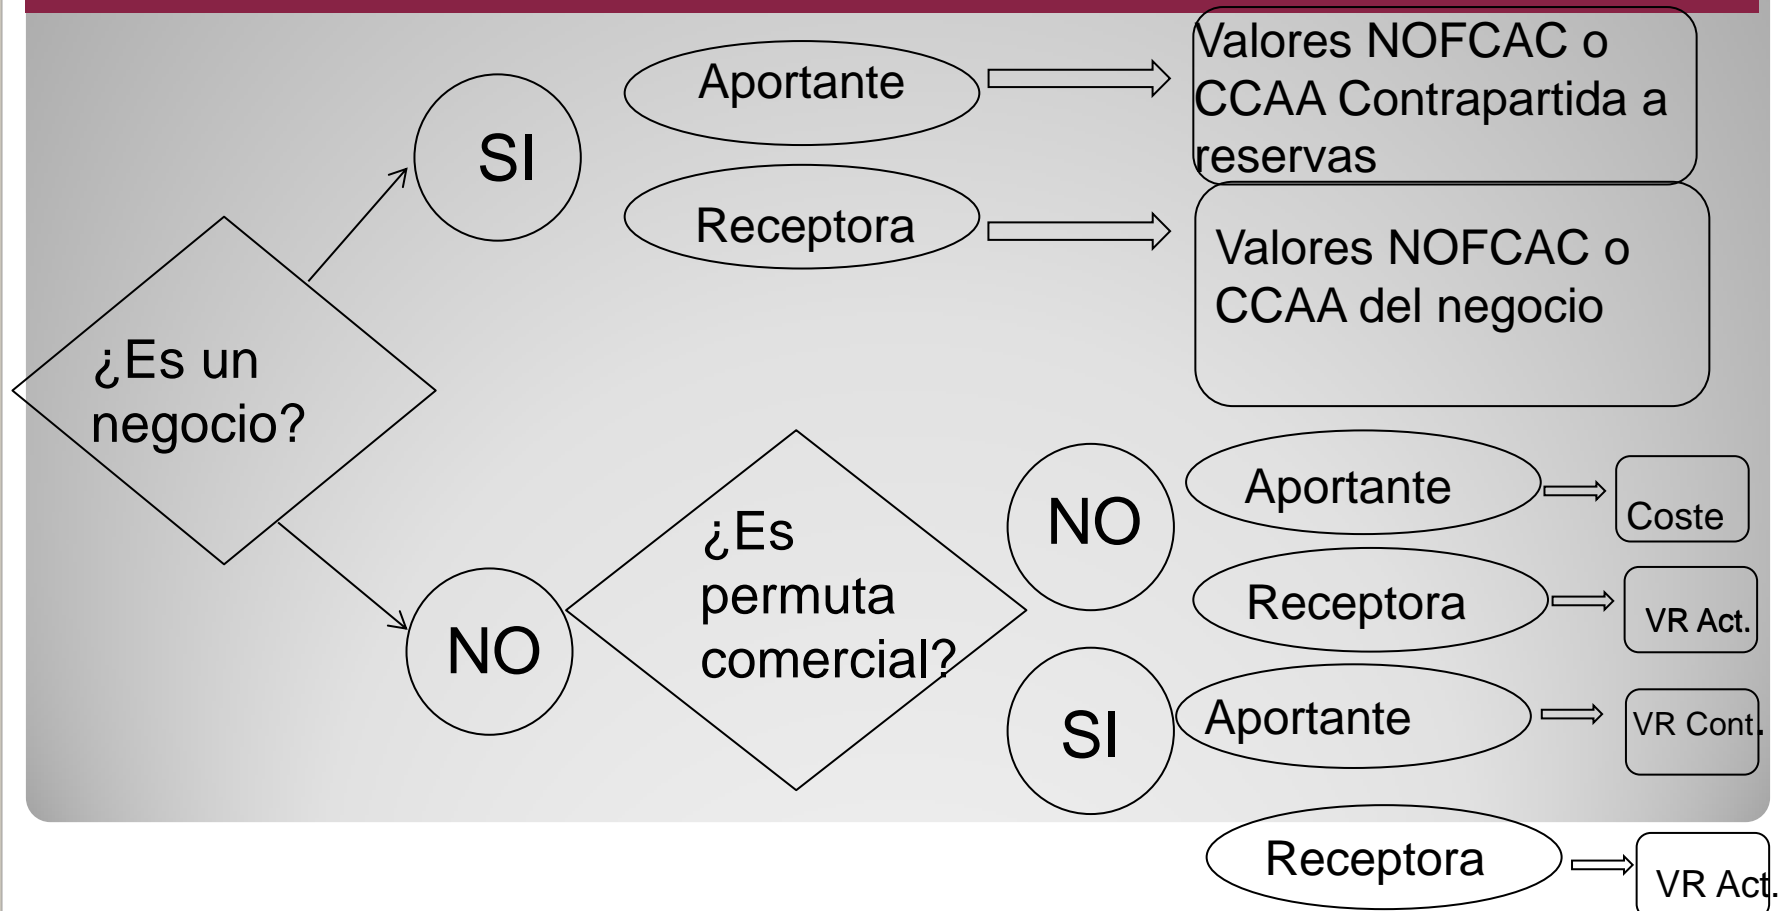 Aportante
Valores NOFCAC o
CCAA Contrapartida a
reservas
SI
Receptora
Valores NOFCAC o
CCAA del negocio
¿Es un
negocio?
NO
¿Es
permuta
comercial?
NO
Aportante
Coste
Receptora
VR Act.
SI
Aportante
VR Cont.
Receptora
VR Act.